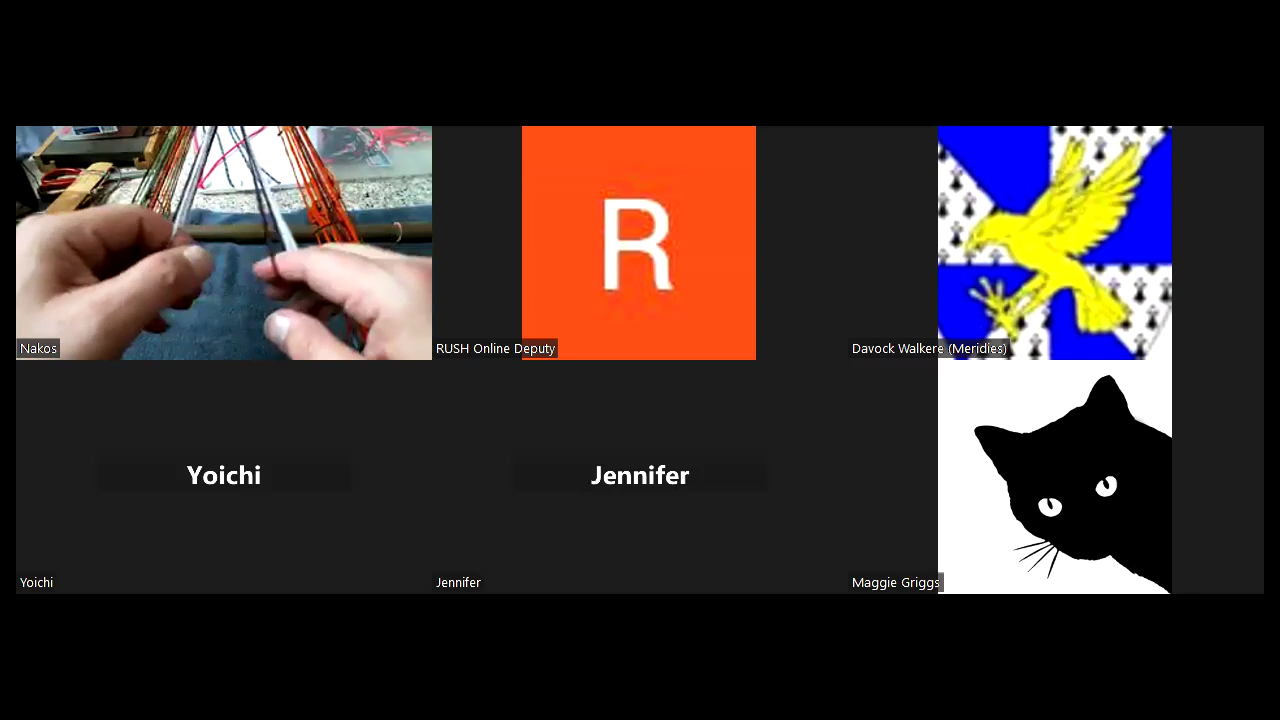 Nakos
R
RUSH Online Deputy
Davock Walkere (Meridies)
Yoichi
Yoichi
Jennifer
Jennifer
Maggie Griggs